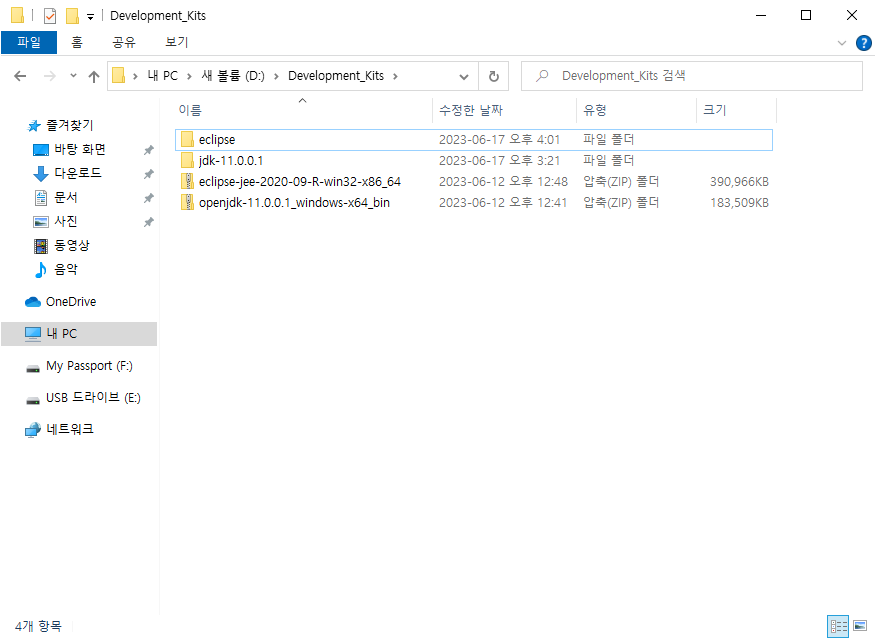 Development_Kits
파일 홈 공유 보기
내 PC 새 볼륨 (D:) Development_Kits Development_Kits 검색
이름 수정한 날짜 유형 크기
eclipse 2023-06-17 오후 4:01 파일 폴더
jdk-11.0.0.1 2023-06-17 오후 3:21 파일 폴더
eclipse-jee-2020-09-R-win32-x86_64 2023-06-12 오후 12:48 압축(ZIP) 폴더 390,966KB
openjdk-11.0.0.1_windows-x64_bin 2023-06-12 오후 12:41 압축(ZIP) 폴더 183,509KB
즐겨찾기
바탕 화면
다운로드
문서
사진
동영상
음악
OneDrive
내 PC
My Passport (F:)
USB 드라이브 (E:)
네트워크
4개 항목